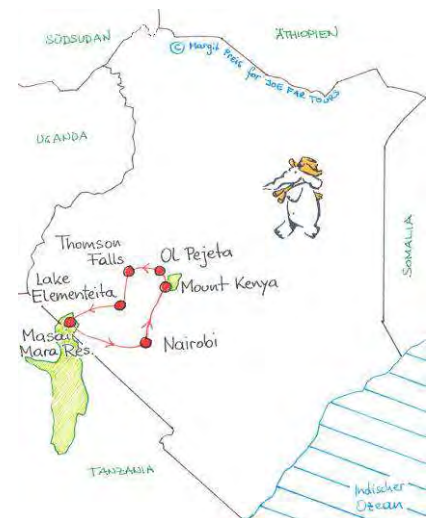 SÜDSUDAN
ÄTHIOPIEN
© Margit Preis for JOE FAR TOURS
UGANDA
SOMALIA
Thomson
Falls
Ol Pejeta
Lake
Elementeita
Mount Kenya
Masai
Mara Res.
Nairobi
TANZANIA
Indischer
Ozean